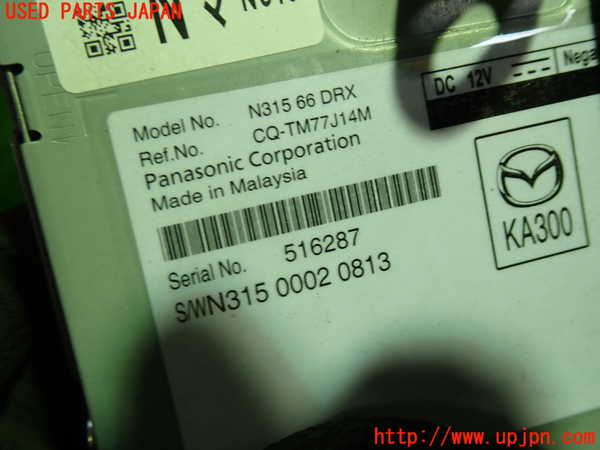 USED PARTS JAPAN
N
Model No. N315 66 DRX
Ref.No. CQ-TM77J14M
Panasonic Corporation
Made in Malaysia
DC 12V
KA300
Serial No. 516287
S/WN315 0002 0813
http://www.upjpn.com/